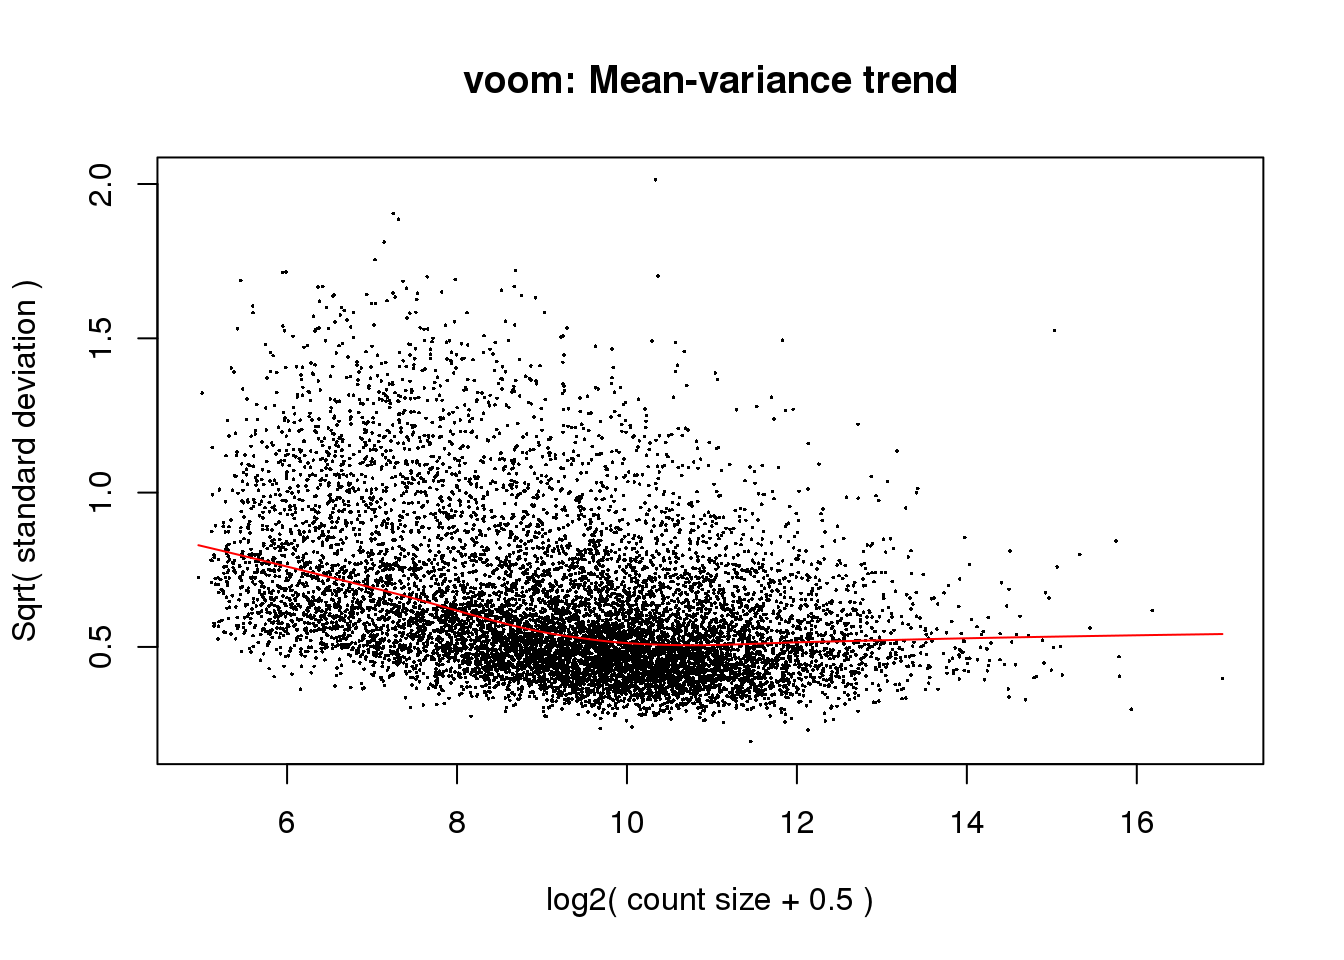 voom: Mean-variance trend
Sqrt( standard deviation )
2.0
1.5
1.0
0.5
6 8 10 12 14 16
log2( count size + 0.5 )